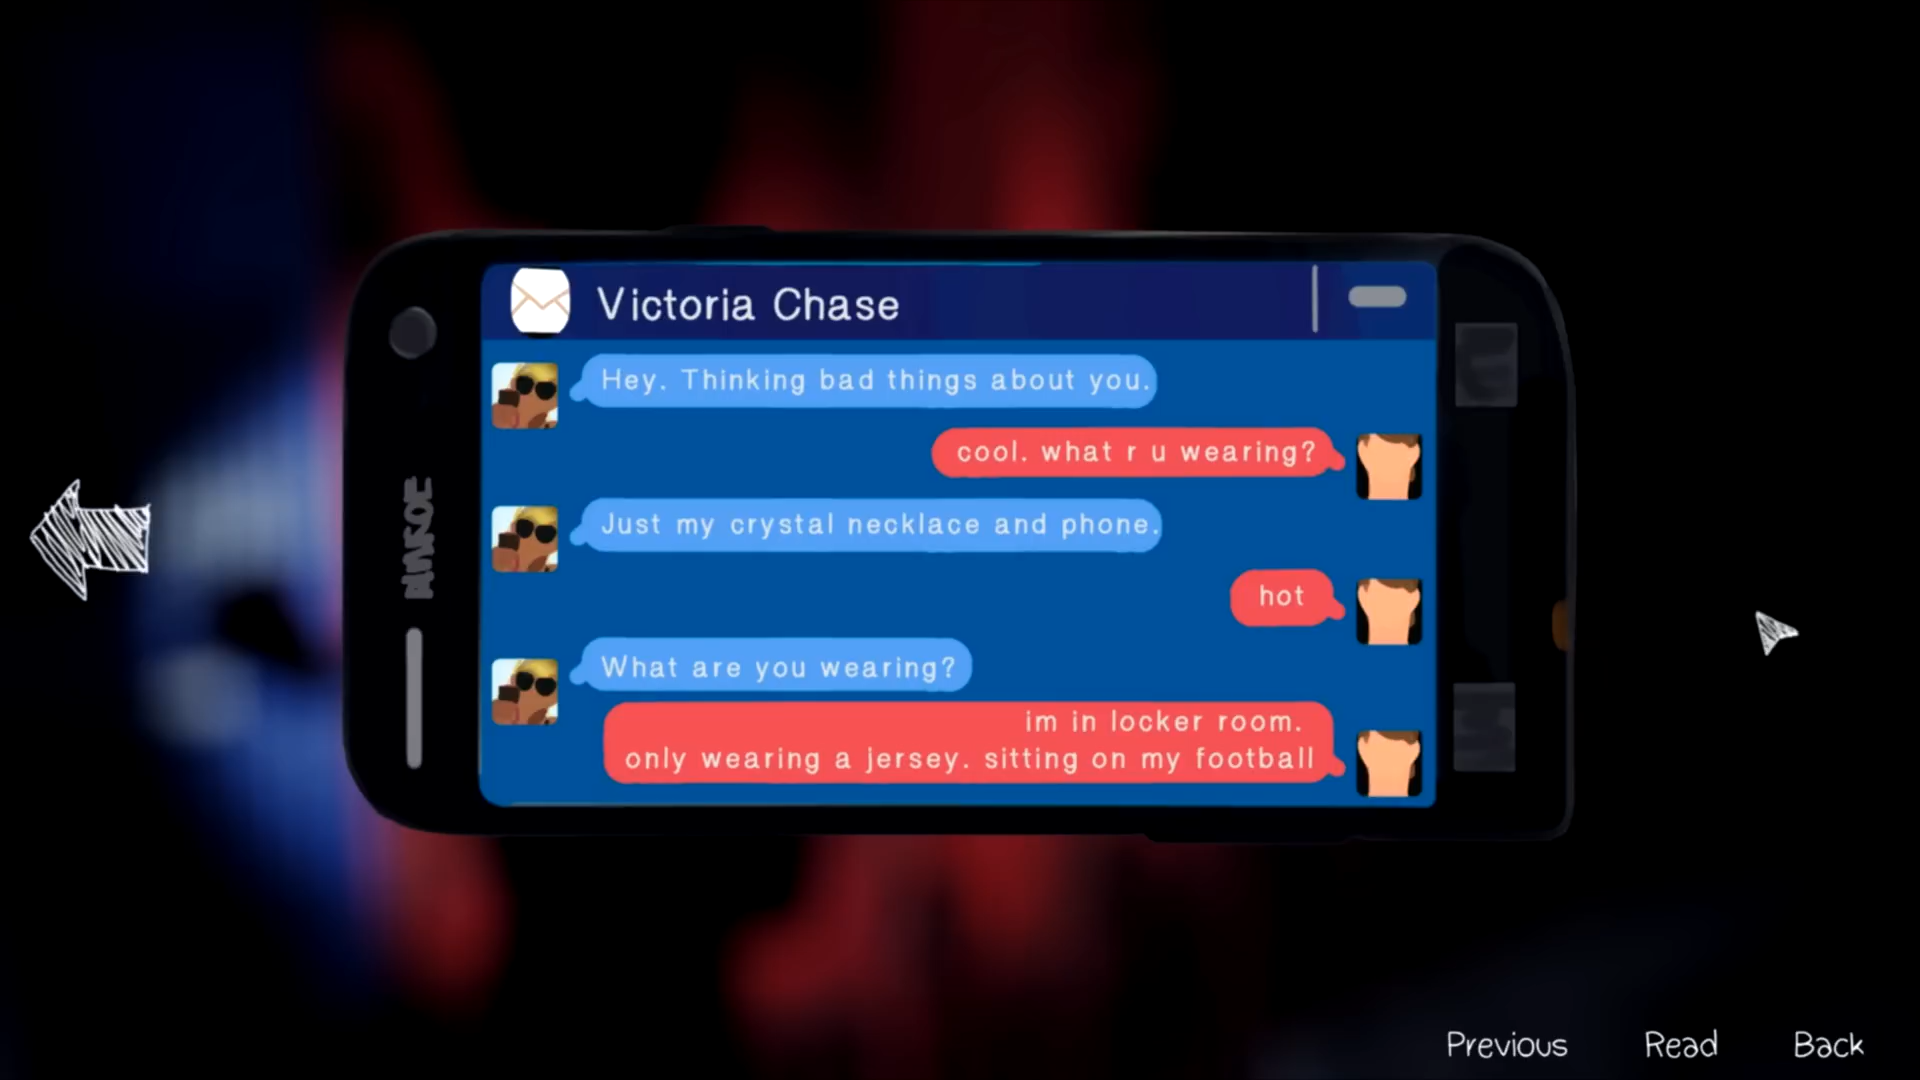 Victoria Chase
Hey. Thinking bad things about you.
cool. what r u wearing?
Just my crystal necklace and phone.
hot
What are you wearing?
im in locker room.
only wearing a jersey. sitting on my football
Previous Read Back